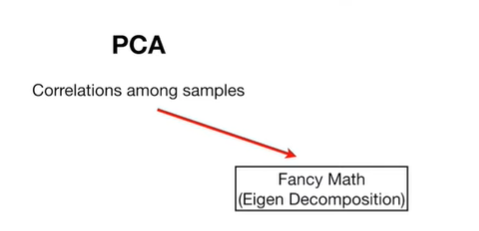 PCA
Correlations among samples
Fancy Math
(Eigen Decomposition)